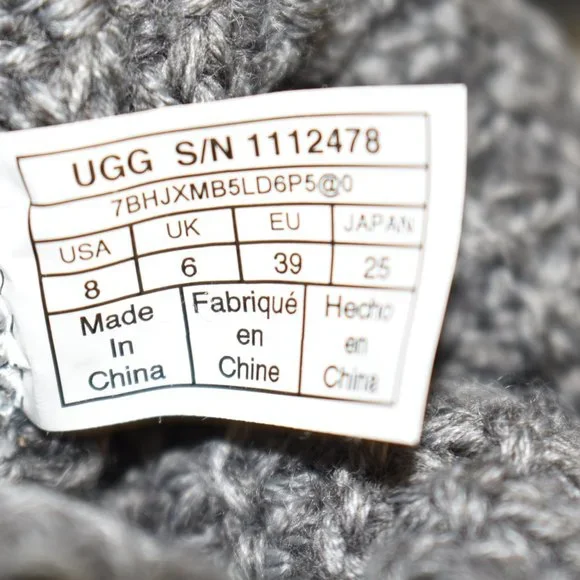 UGG S/N 1112478
7BHJXMB5LD6P5@0
USA UK EU JAPAN
8 6 39 25
Made Fabriqué Hecho
In en en
China Chine China